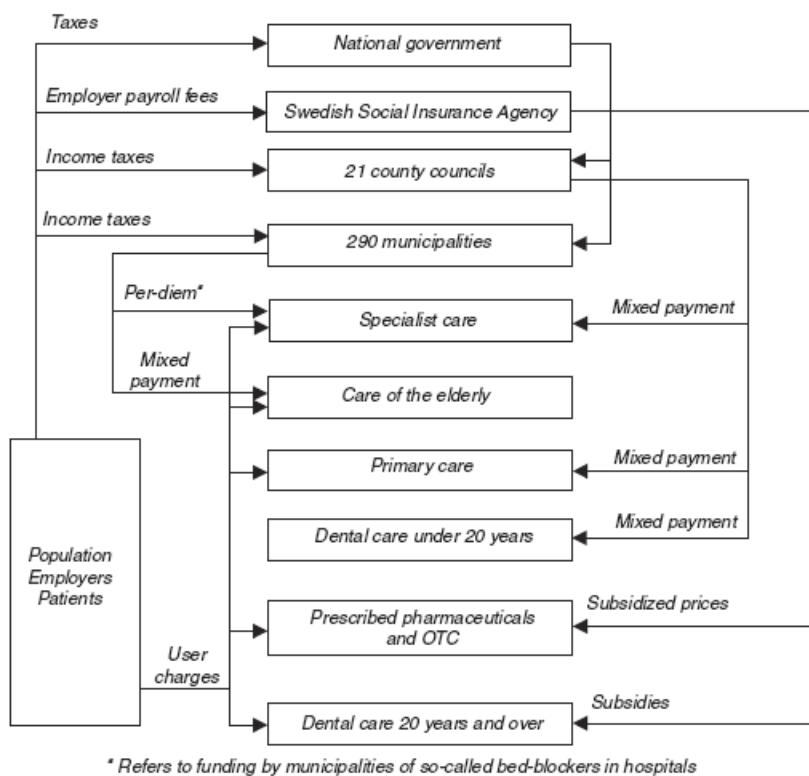 Taxes
National government
Employer payroll fees
Swedish Social Insurance Agency
Income taxes
21 county councils
Income taxes
290 municipalities
Per-diem*
Specialist care
Mixed payment
Mixed
payment
Care of the elderly
Primary care
Mixed payment
Dental care under 20 years
Mixed payment
Population
Employers
Patients
Prescribed pharmaceuticals
and OTC
Subsidized prices
User
charges
Dental care 20 years and over
Subsidies
* Refers to funding by municipalities of so-called bed-blockers in hospitals